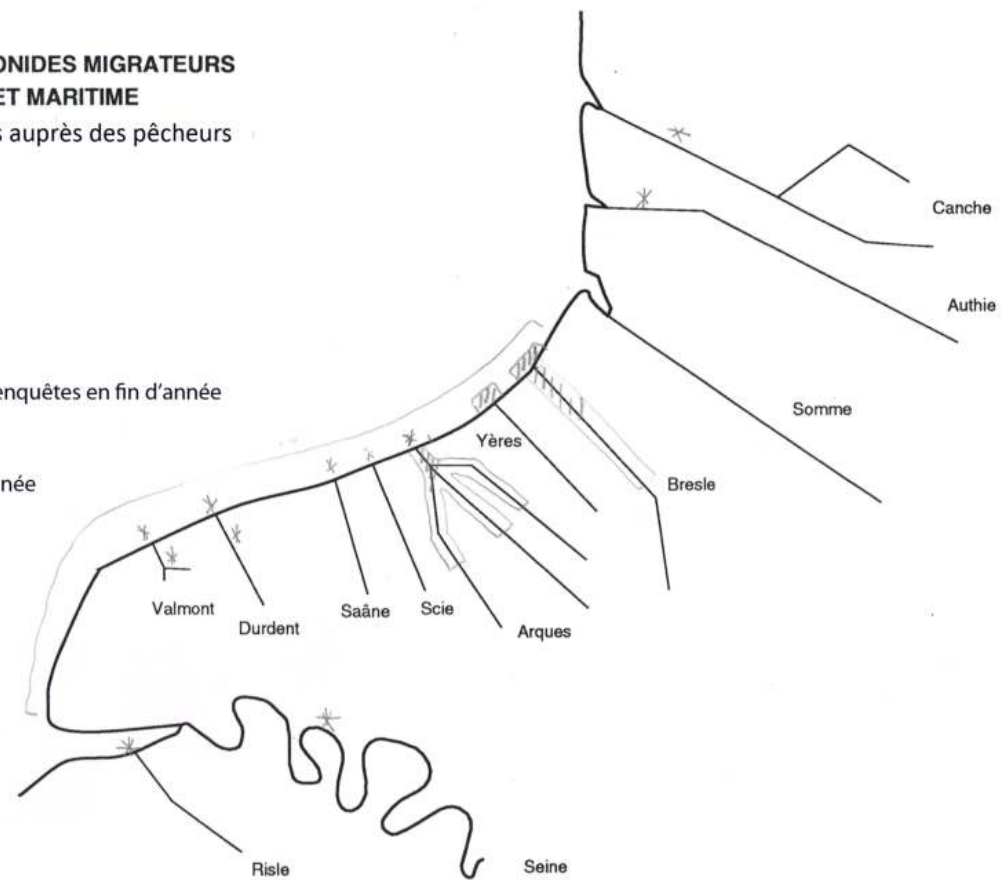 ONIDES MIGRATEURS
ET MARITIME
s auprès des pêcheurs
enquêtes en fin d'année
née
Canche
Authie
Somme
Yères
Bresle
Valmont
Durdent
Saâne
Scie
Arques
Risle
Seine